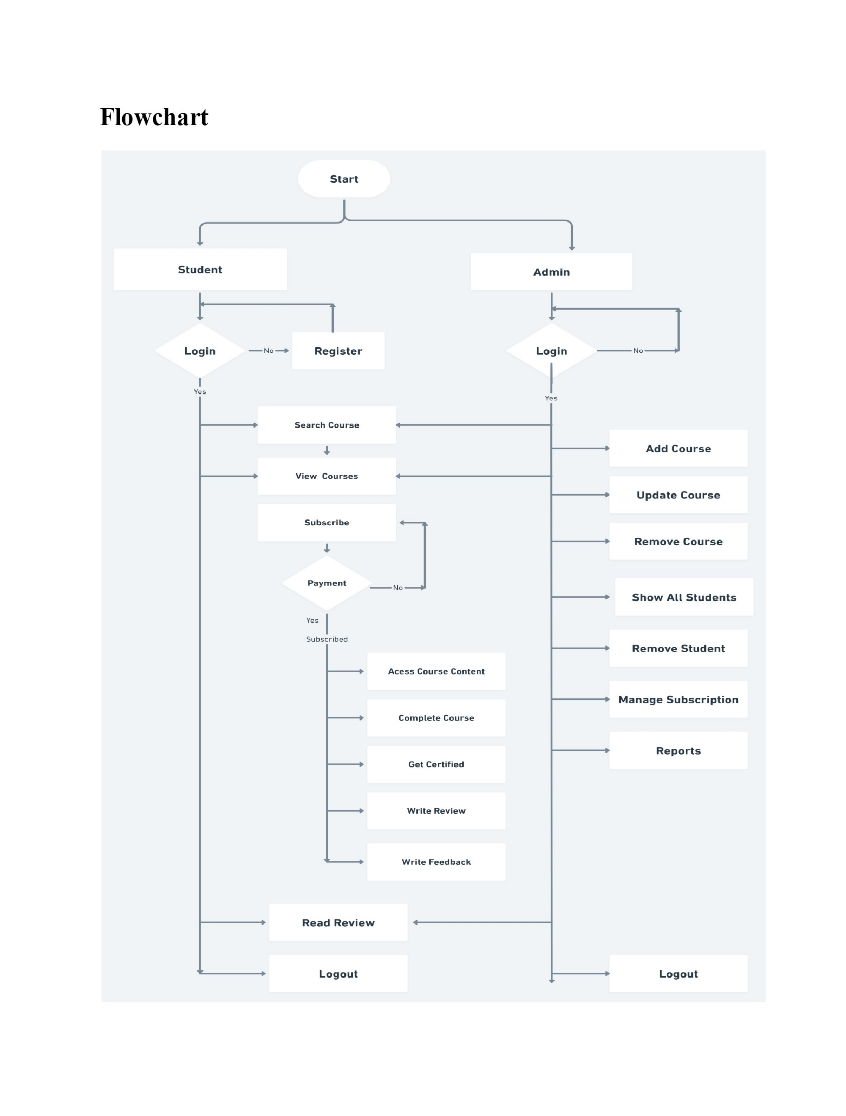 Flowchart
Start
Student
Admin
Login
No
Register
Login
No
Yes
Yes
Search Course
Add Course
View Courses
Update Course
Subscribe
Remove Course
Payment
No
Show All Students
Yes
Subscribed
Remove Student
Acess Course Content
Manage Subscription
Complete Course
Reports
Get Certified
Write Review
Write Feedback
Read Review
Logout
Logout